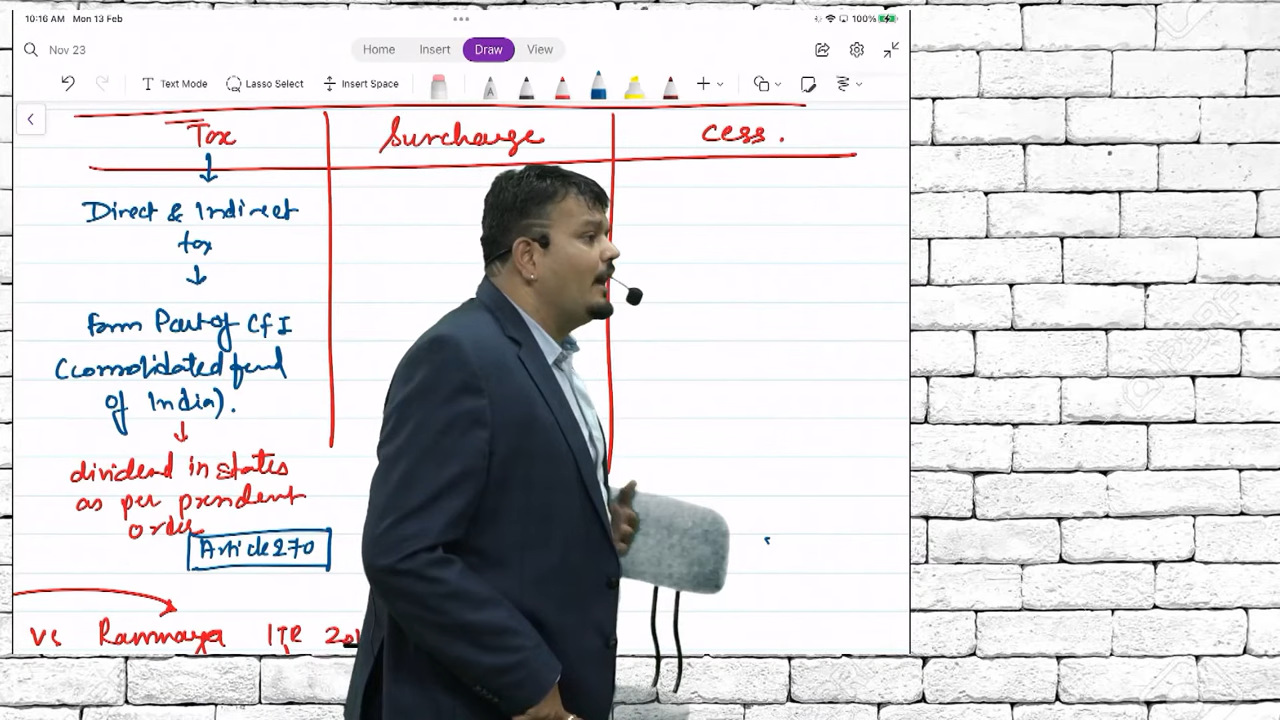 10:16 AM Mon 13 Feb
100%
Nov 23
Home Insert Draw View
Text Mode Lasso Select Insert Space
Tax Surcharge cess.
Direct & Indirect
tax
form Part of CFI
(consolidated fund
of India).
dividend in states
as per president
order
Article 270
VS Rammaya ITR